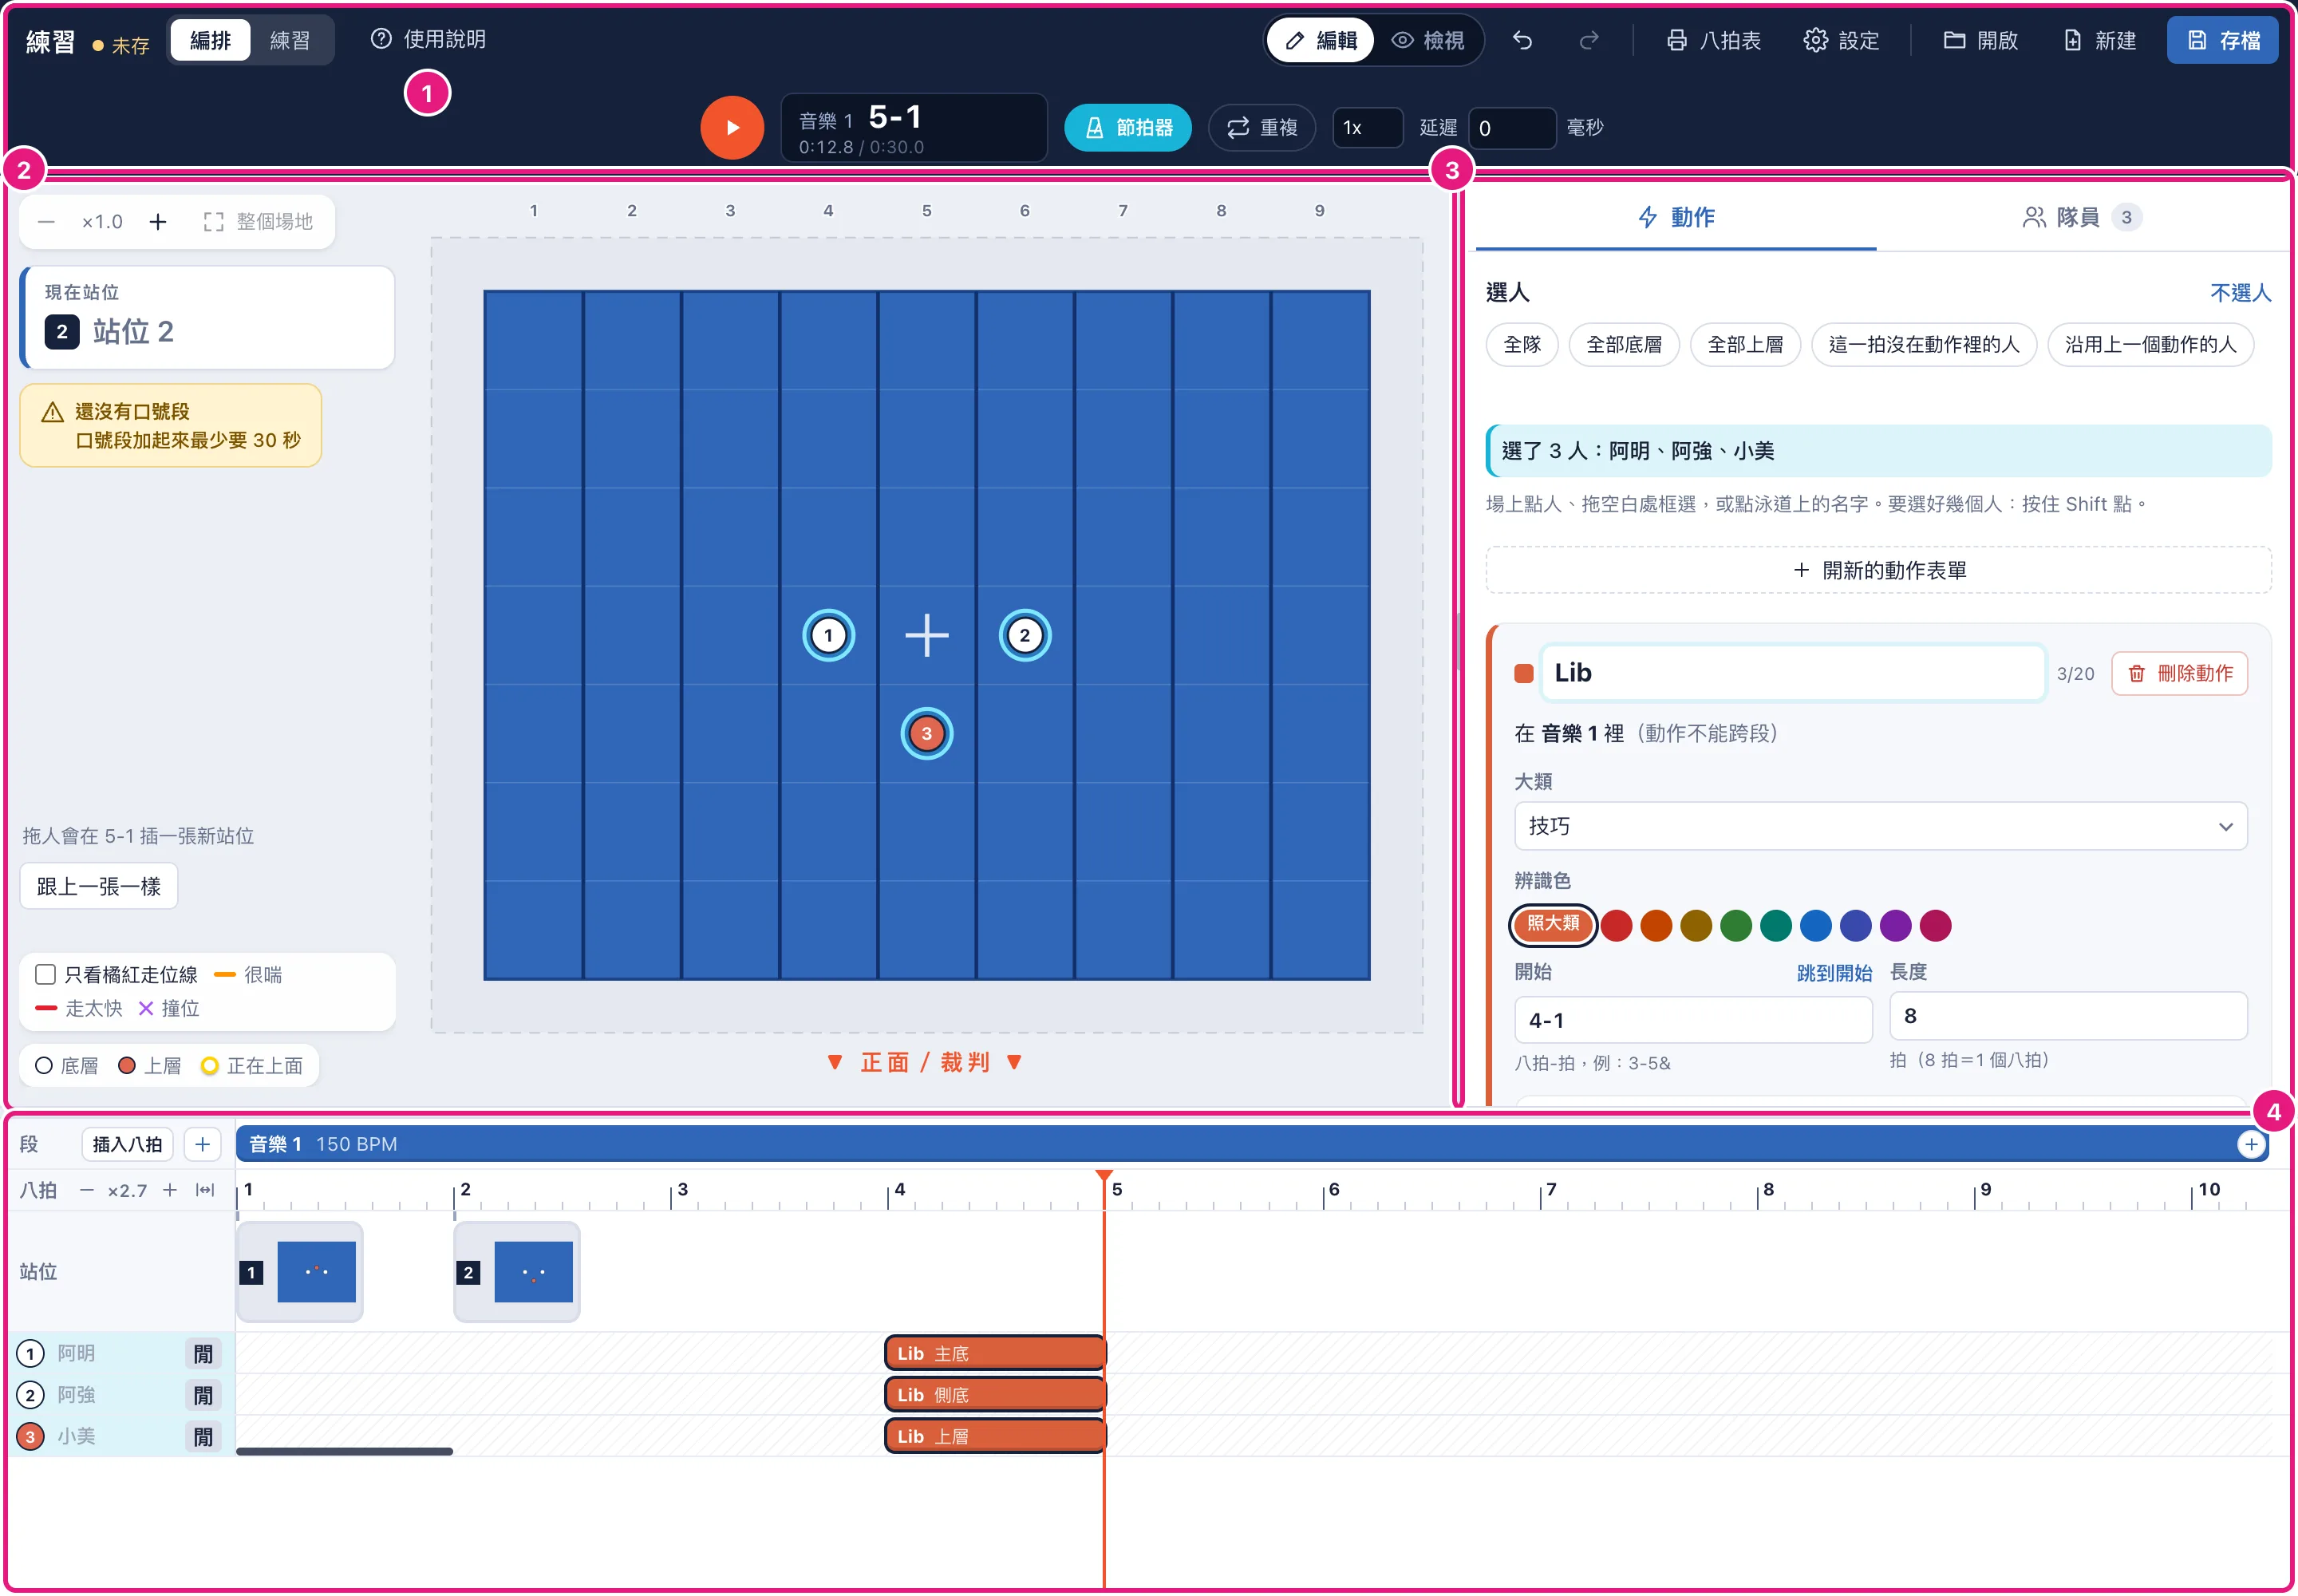 練習 未存 編排 練習 使用說明 編輯 檢視 八拍表 設定 開啟 新建 存檔
1
音樂 1 5-1
0:12.8 / 0:30.0
節拍器 重複 1x 延遲 0 毫秒
2
3
×1.0 整個場地
1 2 3 4 5 6 7 8 9
現在站位
2 站位 2
還沒有口號段
口號段加起來最少要 30 秒
1 2
3
拖人會在 5-1 插一張新站位
跟上一張一樣
只看橘紅走位線 很喘
走太快 撞位
底層 上層 正在上面
▼ 正面 / 裁判 ▼
動作 隊員 3
選人 不選人
全隊 全部底層 全部上層 這一拍沒在動作裡的人 沿用上一個動作的人
選了 3 人：阿明、阿強、小美
場上點人、拖空白處框選，或點泳道上的名字。要選好幾個人：按住 Shift 點。
+ 開新的動作表單
Lib 3/20 刪除動作
在 音樂 1 裡（動作不能跨段）
大類
技巧
辨識色
照大類
開始 跳到開始 長度
4-1 8
八拍-拍，例：3-5& 拍（8 拍＝1 個八拍）
4
段 插入八拍 + 音樂 1 150 BPM +
八拍 − ×2.7 + 1 2 3 4 5 6 7 8 9 10
站位 1 2
1 阿明 閒 Lib 主底
2 阿強 閒 Lib 側底
3 小美 閒 Lib 上層